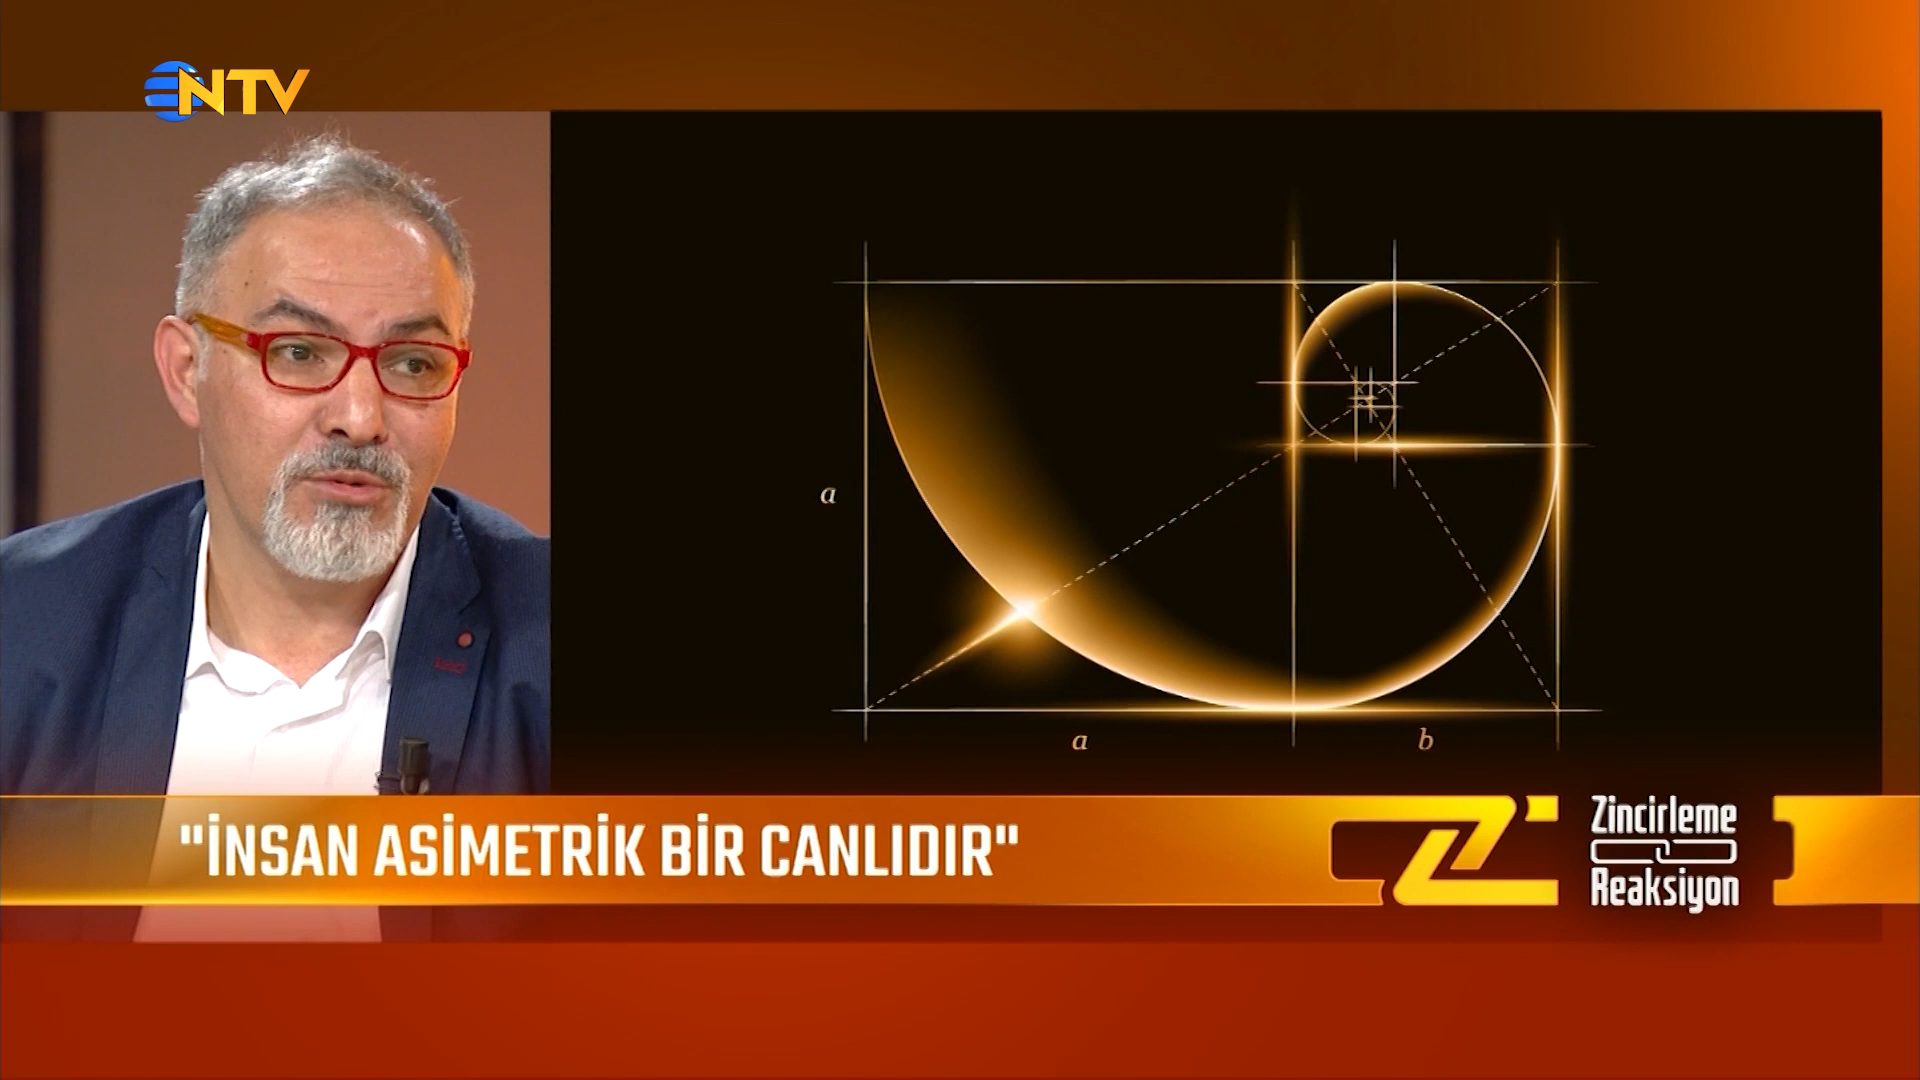 NTV
a
a
b
"İNSAN ASİMETRİK BİR CANLIDIR"
Zincirleme
Reaksiyon